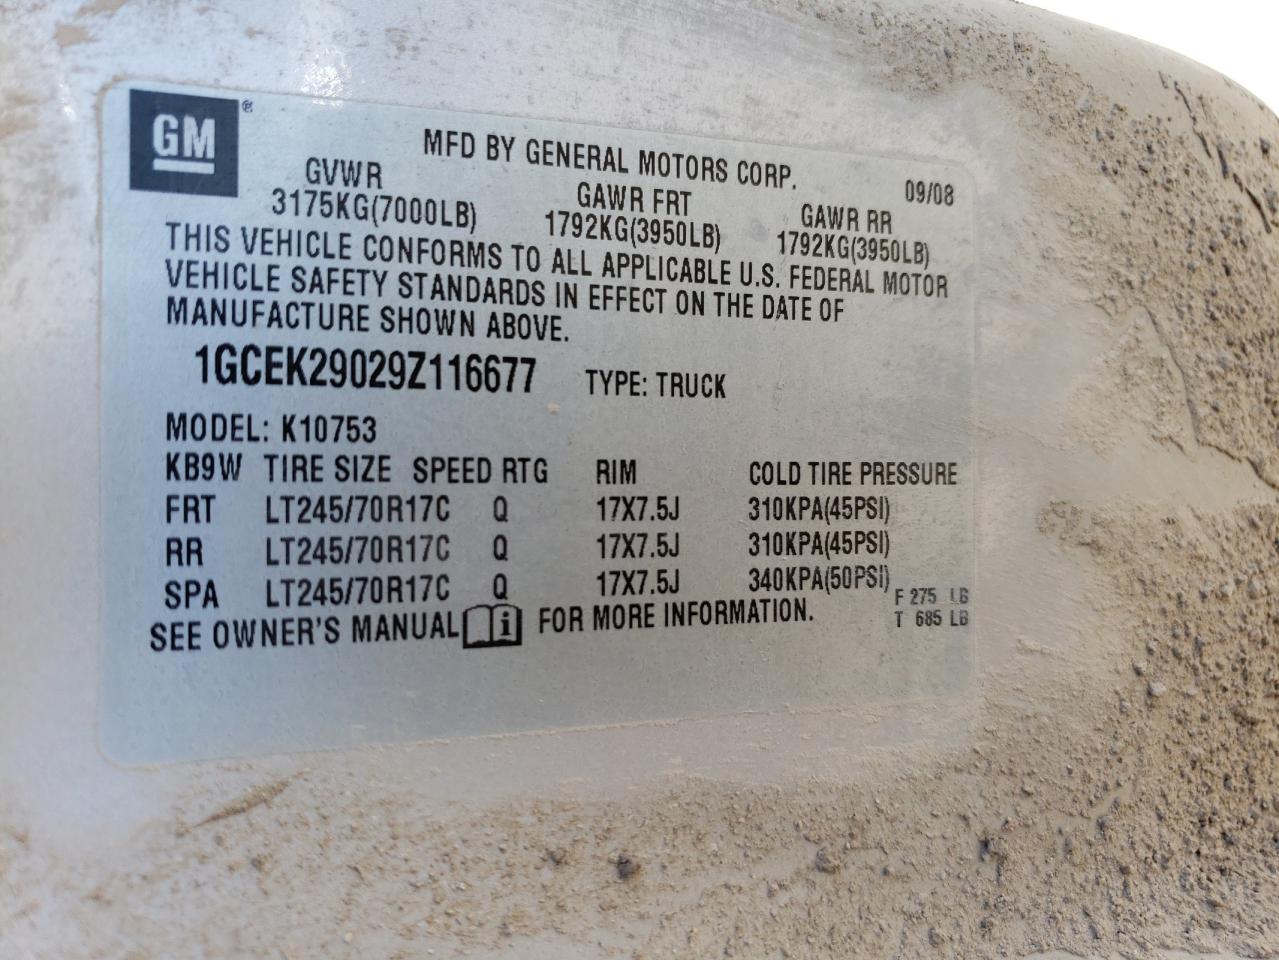 GM ®
MFD BY GENERAL MOTORS CORP.
09/08
GVWR GAWR FRT GAWR RR
3175KG(7000LB) 1792KG(3950LB) 1792KG(3950LB)
THIS VEHICLE CONFORMS TO ALL APPLICABLE U.S. FEDERAL MOTOR
VEHICLE SAFETY STANDARDS IN EFFECT ON THE DATE OF
MANUFACTURE SHOWN ABOVE.
1GCEK29029Z116677 TYPE: TRUCK
MODEL: K10753
KB9W TIRE SIZE SPEED RTG RIM COLD TIRE PRESSURE
FRT LT245/70R17C Q 17X7.5J 310KPA(45PSI)
RR LT245/70R17C Q 17X7.5J 310KPA(45PSI)
SPA LT245/70R17C Q 17X7.5J 340KPA(50PSI)
F 275 LB
T 685 LB
SEE OWNER'S MANUAL i FOR MORE INFORMATION.